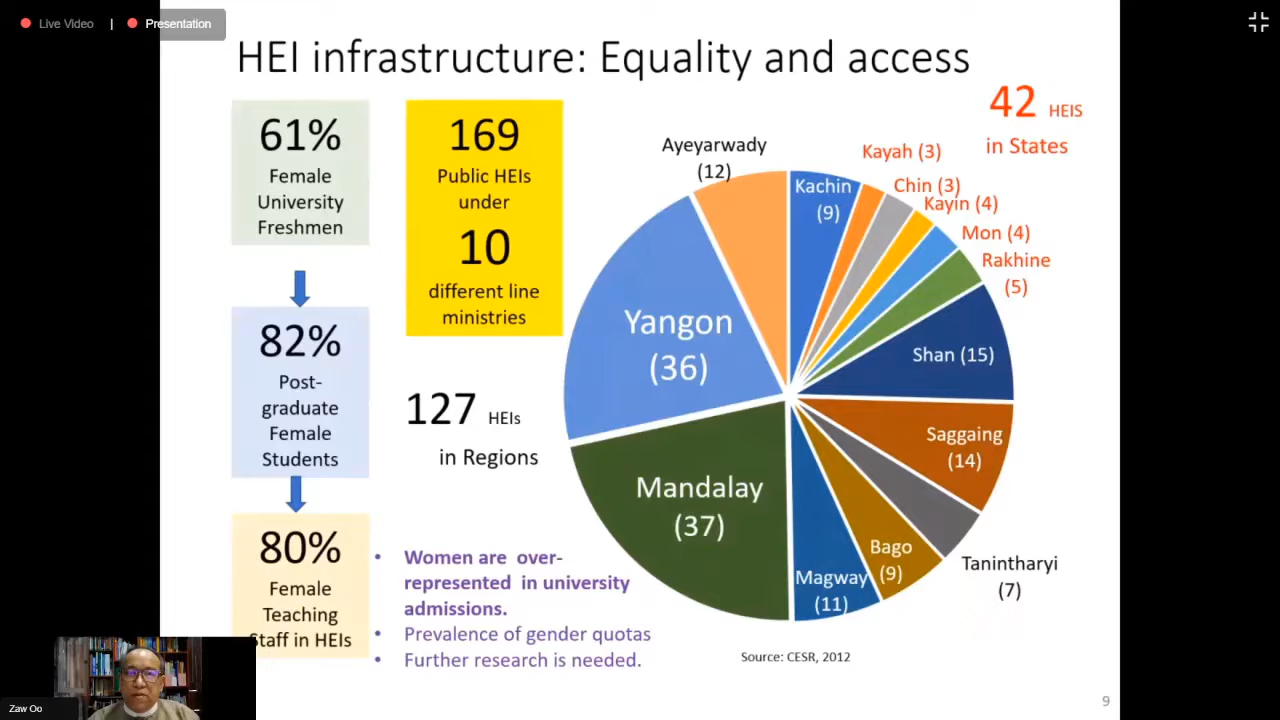 Live Video | Presentation
HEI infrastructure: Equality and access
61%
Female
University
Freshmen
82%
Post-
graduate
Female
Students
80%
Female
Teaching
Staff in HEIs
169
Public HEIs
under
10
different line
ministries
127 HEIs
in Regions
• Women are over-
represented in university
admissions.
• Prevalence of gender quotas
• Further research is needed.
42 HEIS
in States
Ayeyarwady
(12)
Kachin
(9)
Kayah (3)
Chin (3)
Kayin (4)
Mon (4)
Rakhine
(5)
Shan (15)
Saggaing
(14)
Tanintharyi
(7)
Bago
(9)
Magway
(11)
Mandalay
(37)
Yangon
(36)
Source: CESR, 2012
9
Zaw Oo